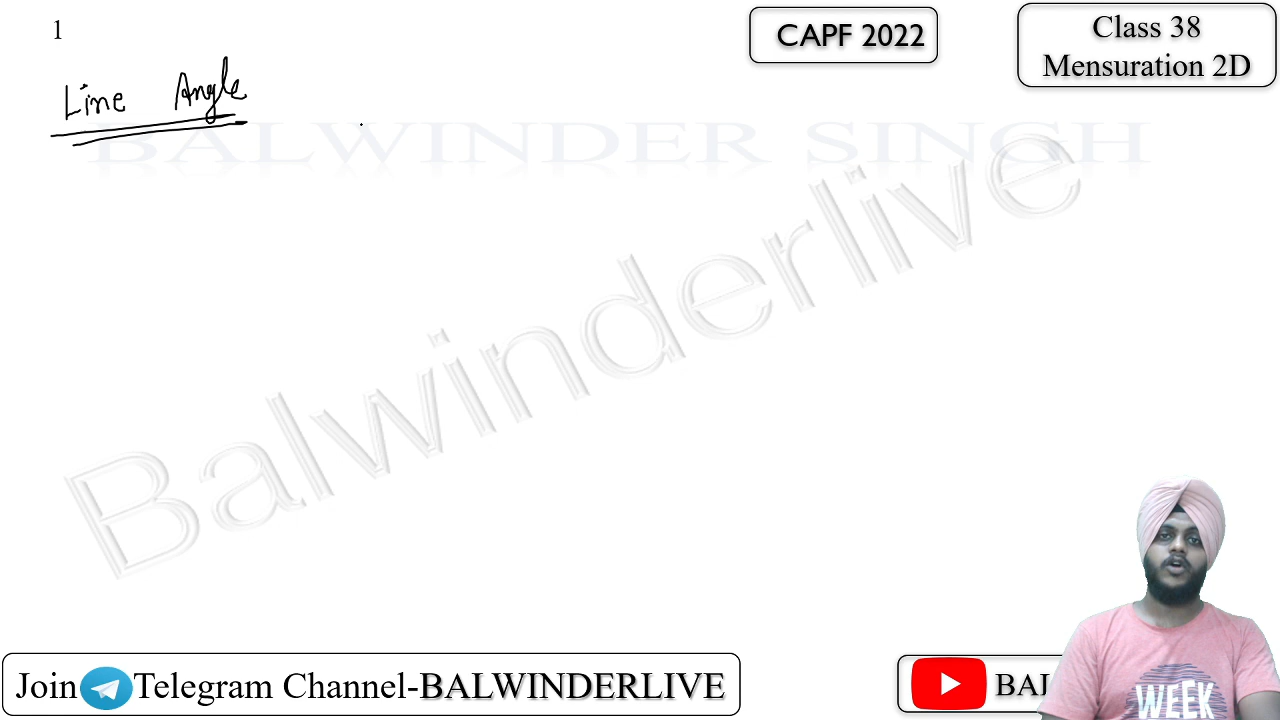 1
CAPF 2022
Class 38
Mensuration 2D
Line Angle
BALWINDER SINGH
Balwinderlive
Join Telegram Channel-BALWINDERLIVE
BAL
WEEK